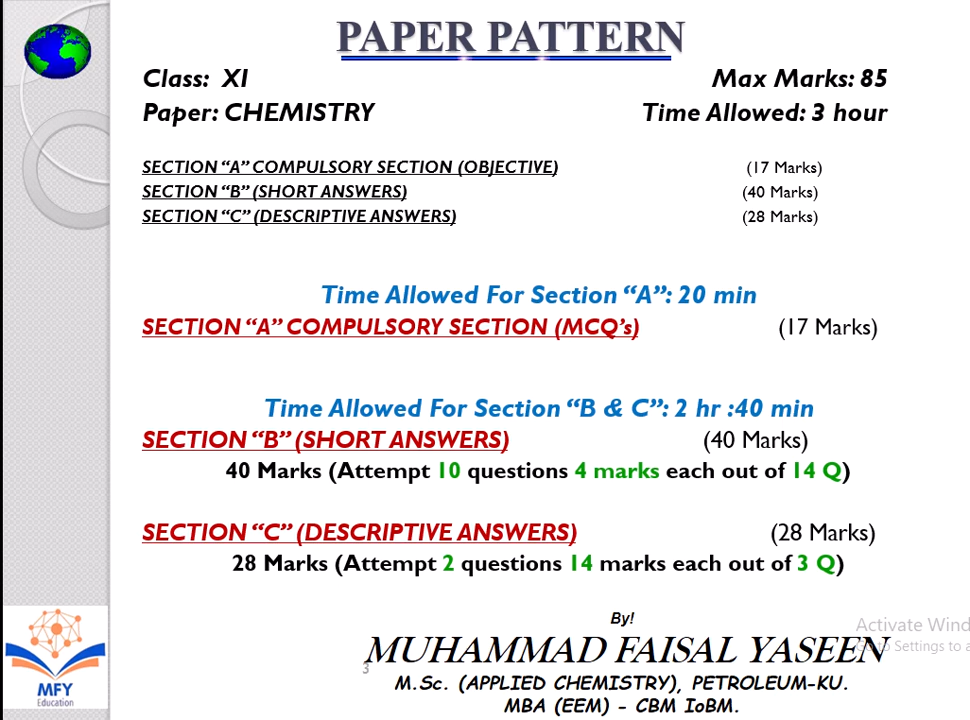 PAPER PATTERN
Class: XI Max Marks: 85
Paper: CHEMISTRY Time Allowed: 3 hour
SECTION “A” COMPULSORY SECTION (OBJECTIVE) (17 Marks)
SECTION “B” (SHORT ANSWERS) (40 Marks)
SECTION “C” (DESCRIPTIVE ANSWERS) (28 Marks)
Time Allowed For Section “A”: 20 min
SECTION “A” COMPULSORY SECTION (MCQ’s) (17 Marks)
Time Allowed For Section “B & C”: 2 hr :40 min
SECTION “B” (SHORT ANSWERS) (40 Marks)
40 Marks (Attempt 10 questions 4 marks each out of 14 Q)
SECTION “C” (DESCRIPTIVE ANSWERS) (28 Marks)
28 Marks (Attempt 2 questions 14 marks each out of 3 Q)
By!
MUHAMMAD FAISAL YASEEN
3
M.Sc. (APPLIED CHEMISTRY), PETROLEUM-KU.
MBA (EEM) - CBM IoBM.
MFY
Education
Activate Wind
Go to Settings to a